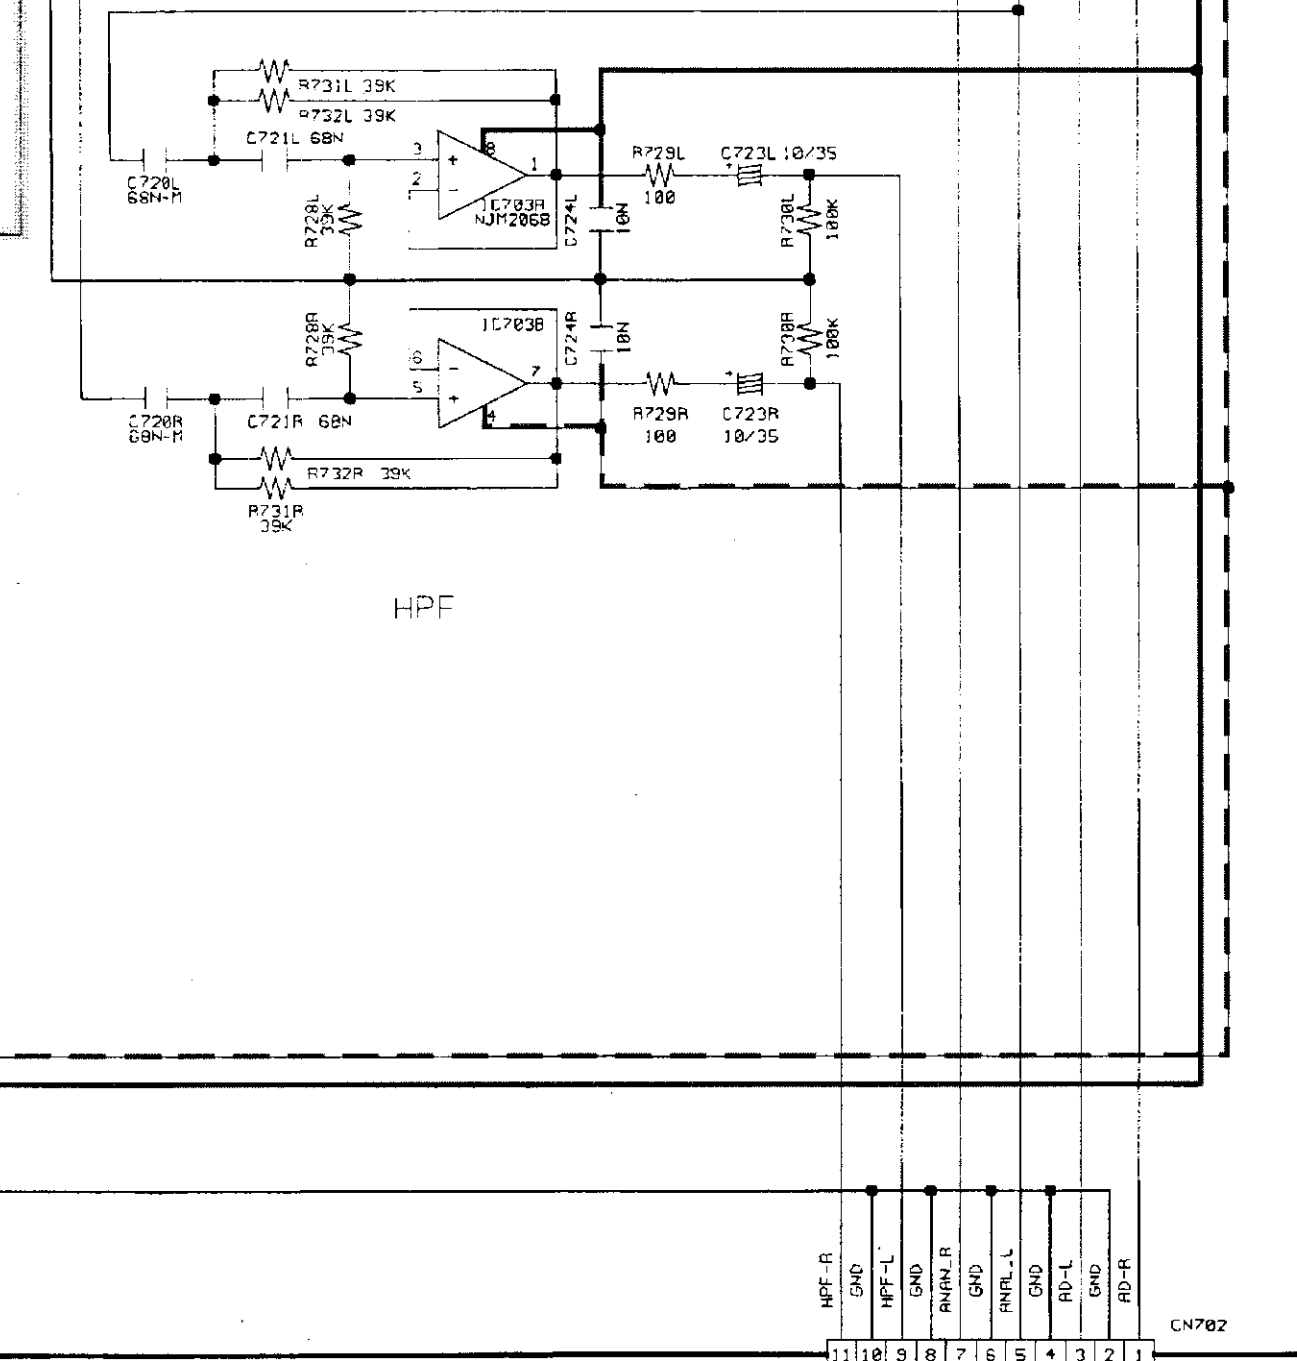 R731L 39K
R732L 39K
C721L 68N
C720L
68N-M
R728L
39K
3
2
8
1
IC703A
NJM2068
C724L
10N
R729L
100
C723L 10/35
+
R730L
100K
R728R
39K
IC703B
6
5
7
4
C724R
10N
R729R
100
C723R
10/35
+
R730R
100K
C720R
68N-M
C721R 68N
R732R 39K
R731R
39K
HPF
HPF-R
GND
HPF-L
GND
ANAN_R
GND
ANAL_L
GND
AD-L
GND
AD-R
CN702
11 10 9 8 7 6 5 4 3 2 1